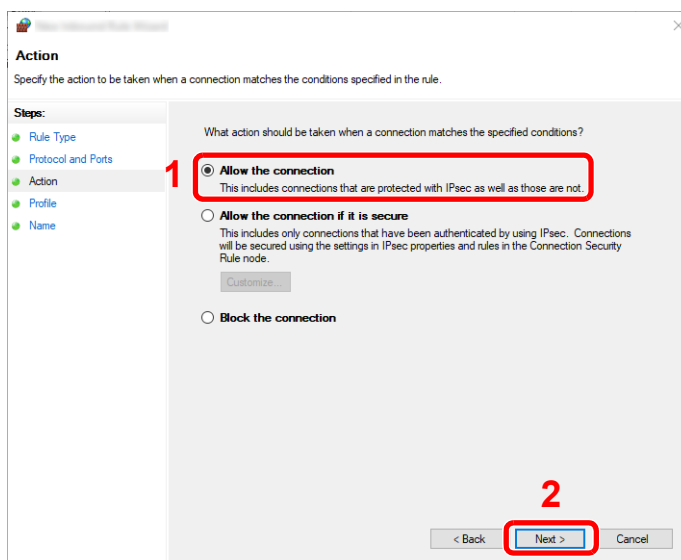 Action
Specify the action to be taken when a connection matches the conditions specified in the rule.
Steps:
Rule Type
Protocol and Ports
Action
Profile
Name
What action should be taken when a connection matches the specified conditions?
1
Allow the connection
This includes connections that are protected with IPsec as well as those are not.
Allow the connection if it is secure
This includes only connections that have been authenticated by using IPsec. Connections
will be secured using the settings in IPsec properties and rules in the Connection Security
Rule node.
Customize...
Block the connection
2
< Back
Next >
Cancel